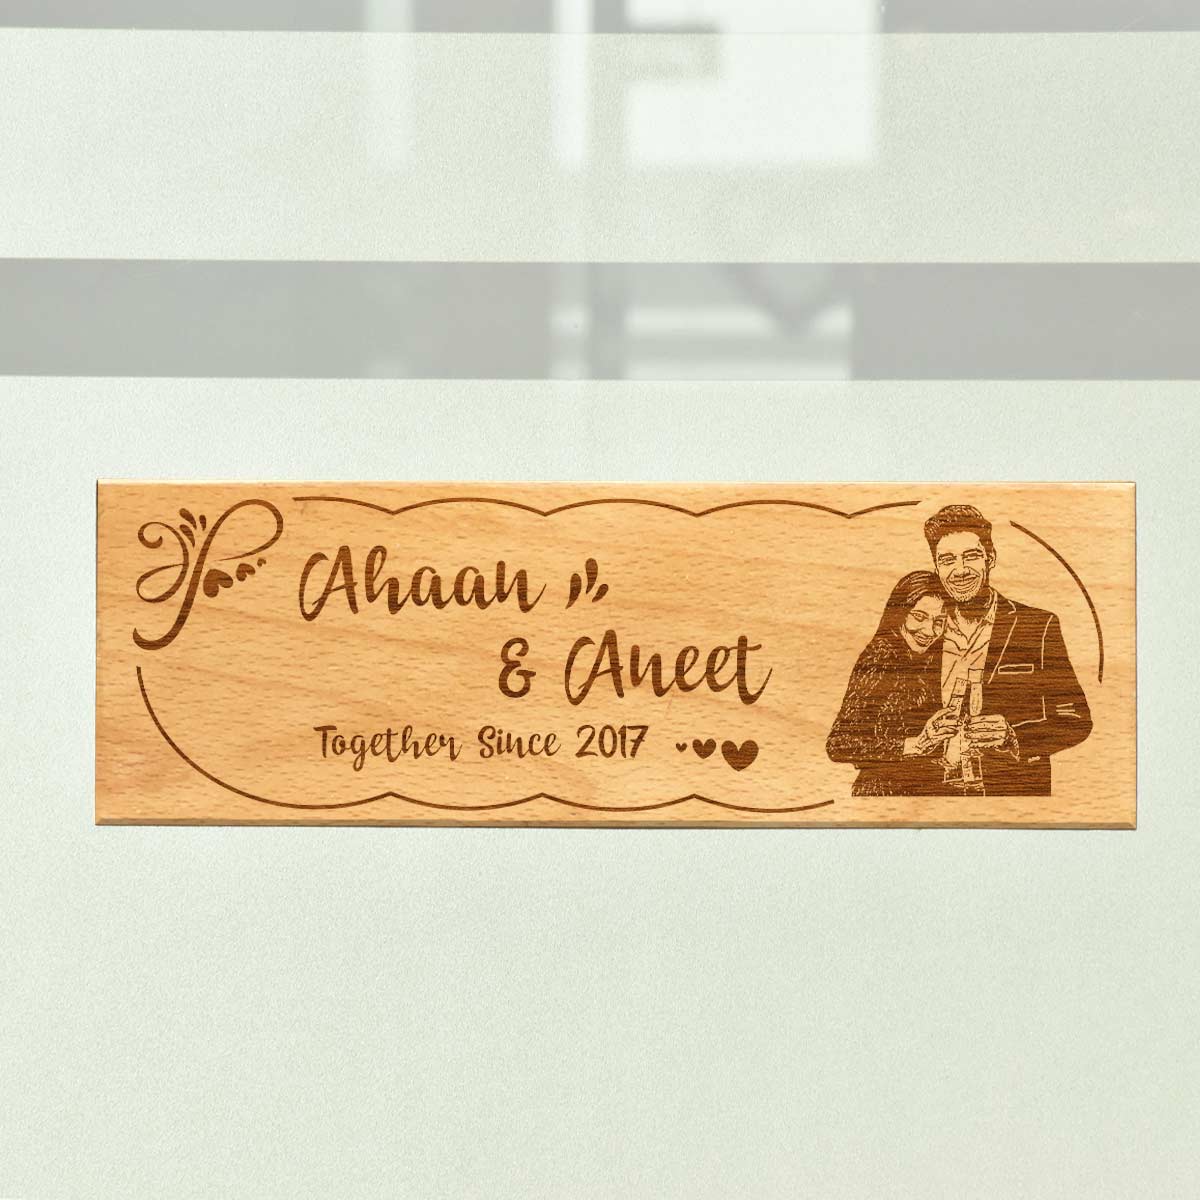 Ahaan
& Aneet
Together Since 2017